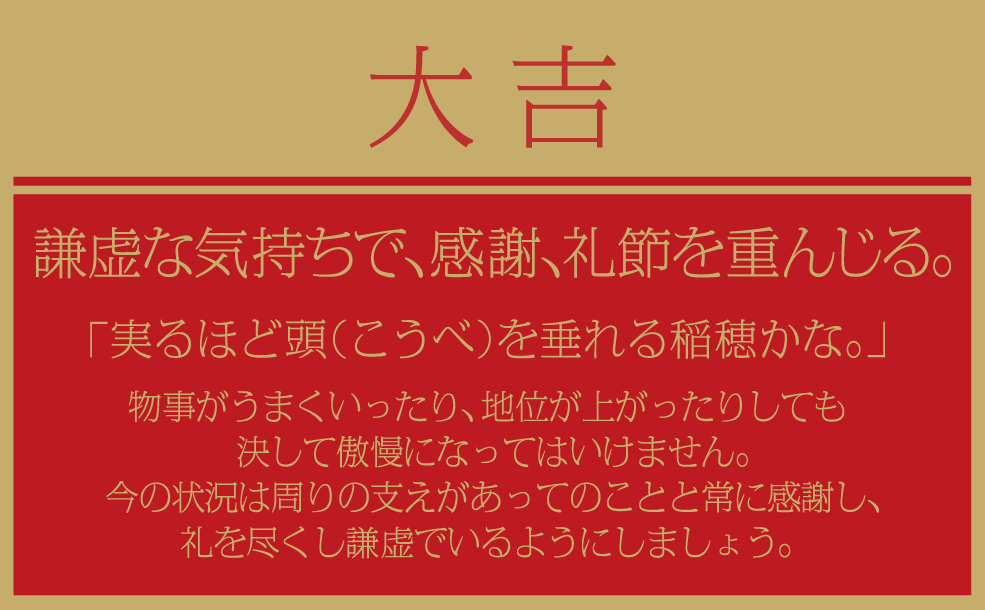 大吉
謙虚な気持ちで、感謝、礼節を重んじる。
「実るほど頭（こうべ）を垂れる稲穂かな。」
物事がうまくいったり、地位が上がったりしても
決して傲慢になってはいけません。
今の状況は周りの支えがあってのことと常に感謝し、
礼を尽くし謙虚でいるようにしましょう。